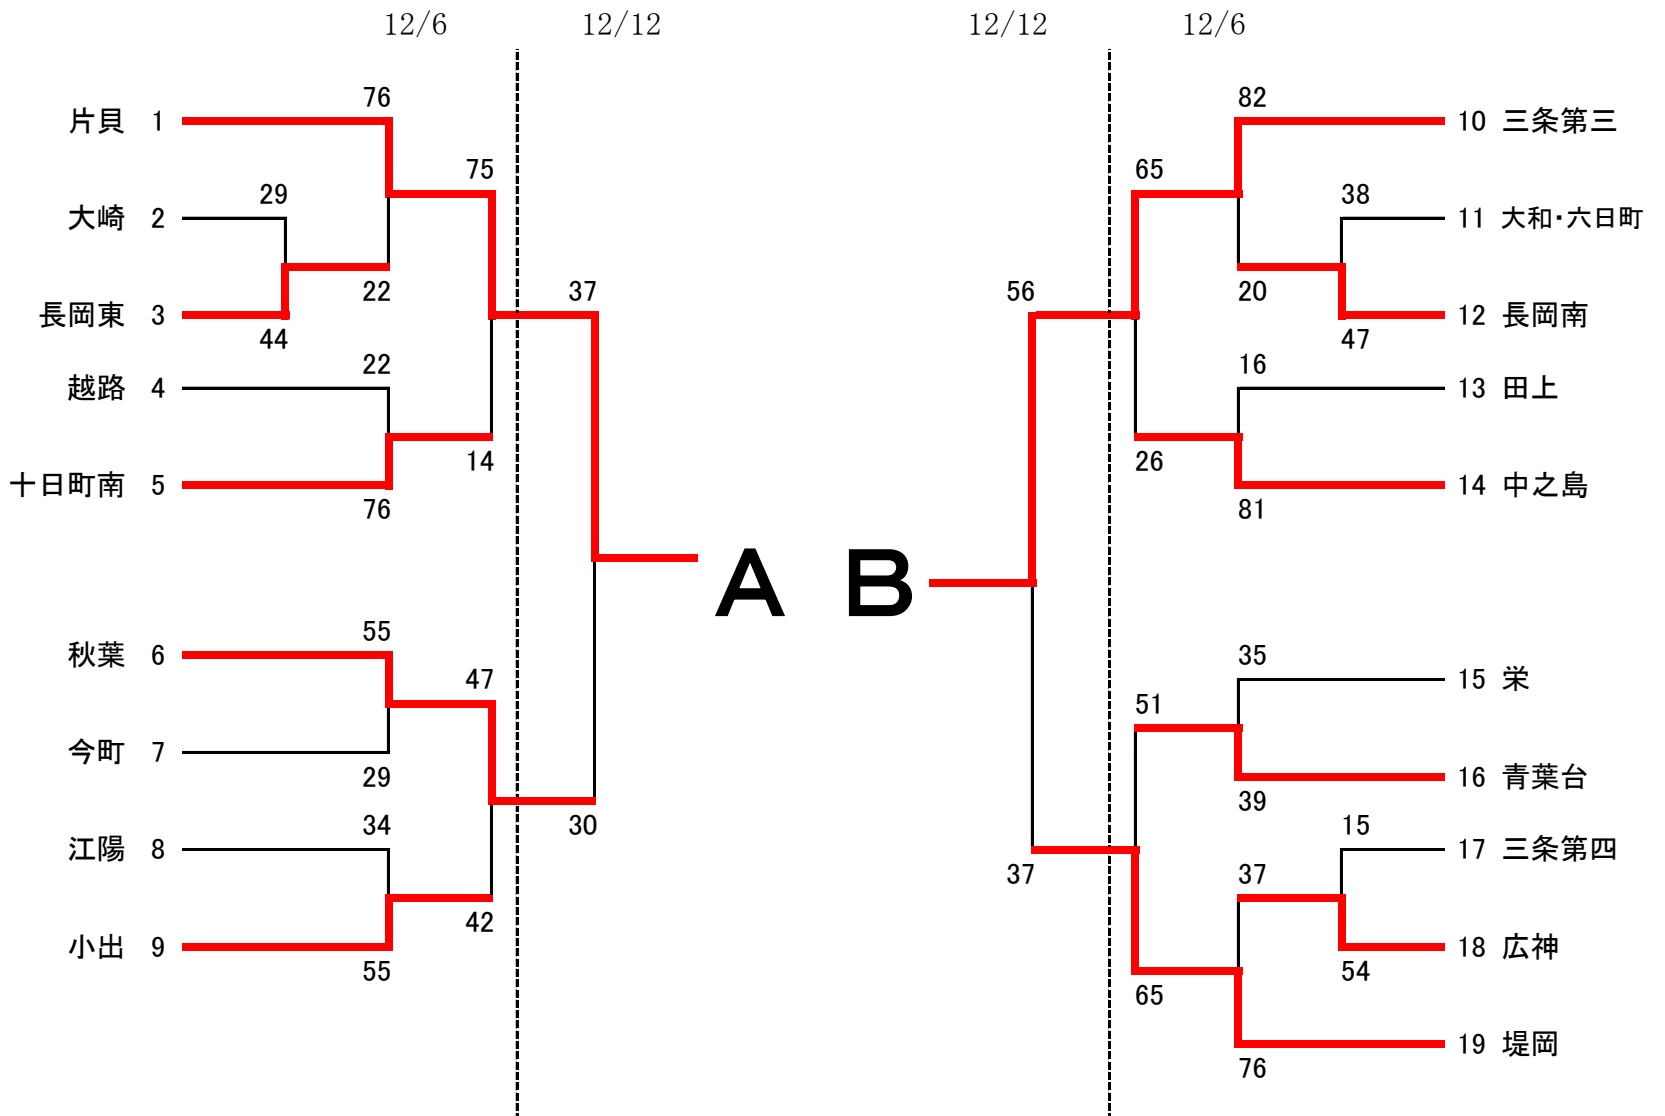 12/6 12/12 12/12 12/6
76 82
片貝 1 10 三条第三
75 65
29 38
大崎 2 11 大和・六日町
22 37 56 20
長岡東 3 12 長岡南
44 47
22 16
越路 4 13 田上
14 26
十日町南 5 14 中之島
76 81
A B
55 35
秋葉 6 15 栄
47 51
今町 7 16 青葉台
29 39
34 30 15
江陽 8 17 三条第四
37 37
42
小出 9 18 広神
55 54
65
19 堤岡
76